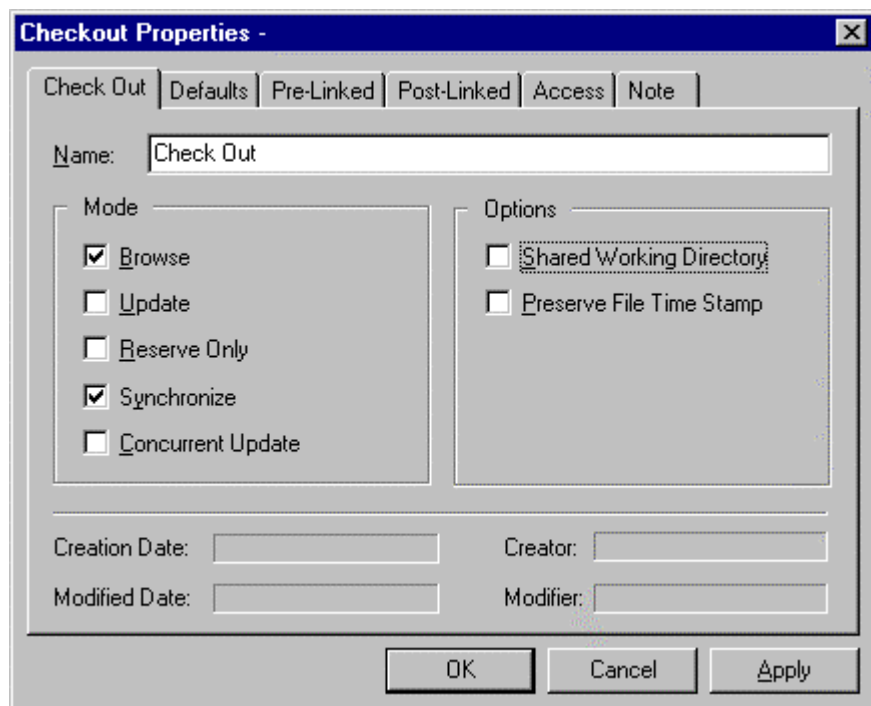 Checkout Properties -
Check Out Defaults Pre-Linked Post-Linked Access Note
Name: Check Out
Mode
Browse
Update
Reserve Only
Synchronize
Concurrent Update
Options
Shared Working Directory
Preserve File Time Stamp
Creation Date: Creator:
Modified Date: Modifier:
OK Cancel Apply